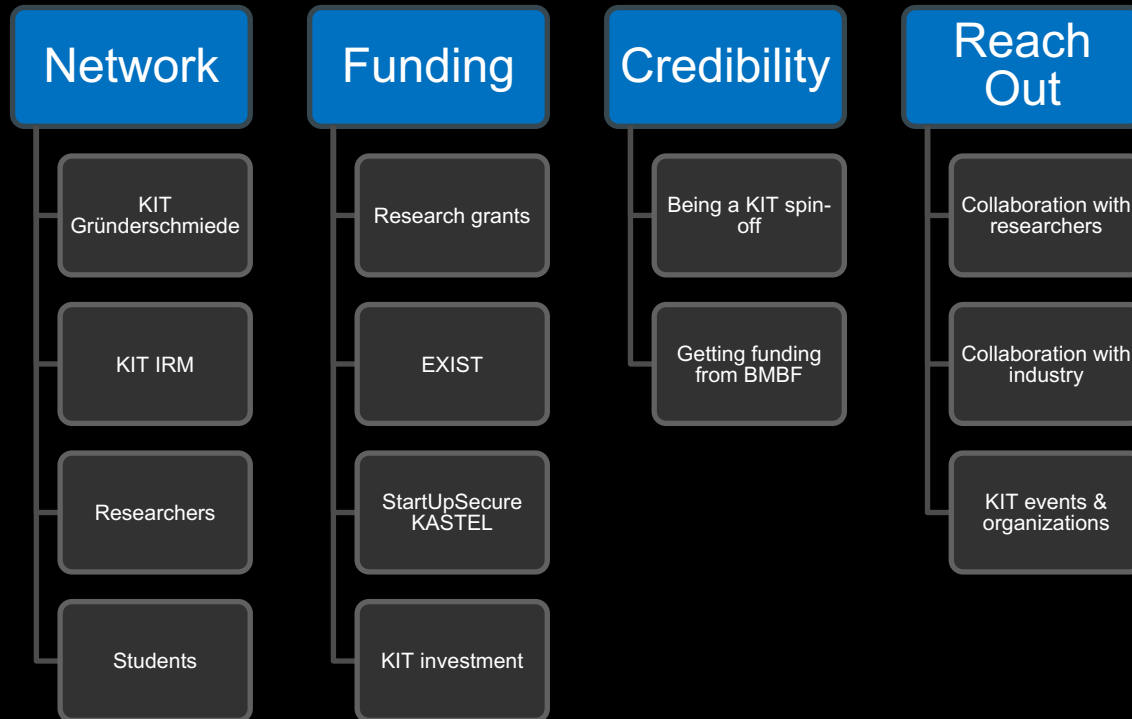 Network
KIT
Gründerschmiede
KIT IRM
Researchers
Students
Funding
Research grants
EXIST
StartUpSecure
KASTEL
KIT investment
Credibility
Being a KIT spin-
off
Getting funding
from BMBF
Reach
Out
Collaboration with
researchers
Collaboration with
industry
KIT events &
organizations